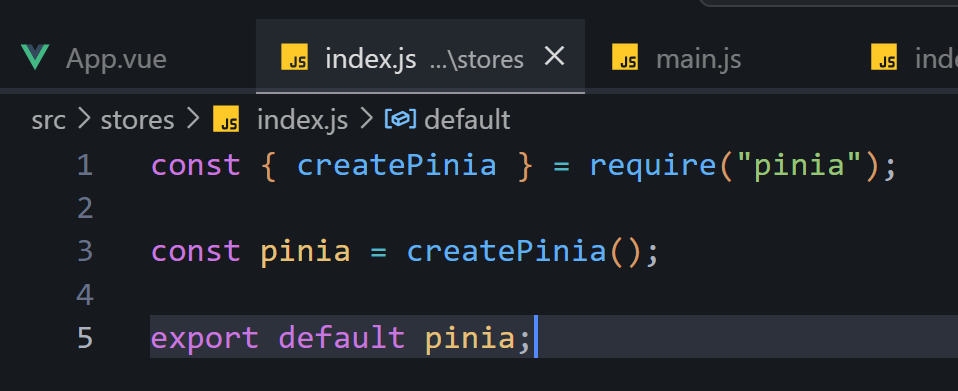 App.vue JS index.js ...\stores JS main.js JS
src > stores > JS index.js > default
1 const { createPinia } = require("pinia");
2
3 const pinia = createPinia();
4
5 export default pinia;